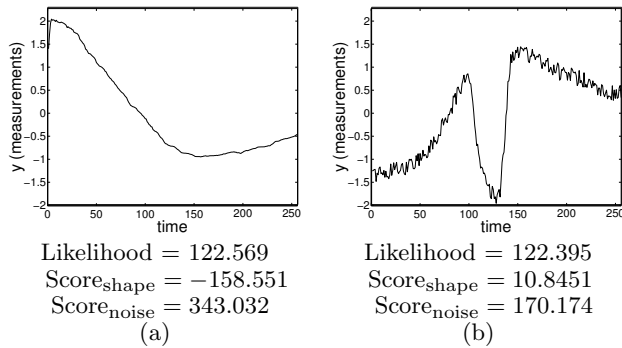 2
1.5
1
0.5
0
−0.5
−1
−1.5
−2
y (measurements)
0 50 100 150 200 250
time
Likelihood = 122.569
Score_shape = −158.551
Score_noise = 343.032
(a)
2
1.5
1
0.5
0
−0.5
−1
−1.5
−2
y (measurements)
0 50 100 150 200 250
time
Likelihood = 122.395
Score_shape = 10.8451
Score_noise = 170.174
(b)